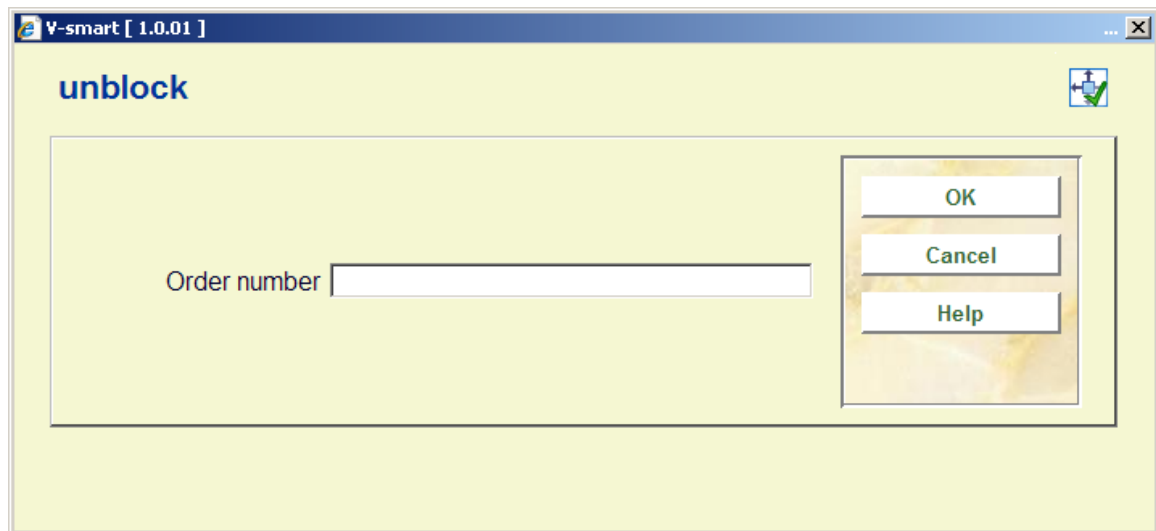 V-smart [ 1.0.01 ] ...
unblock
OK
Cancel
Order number
Help